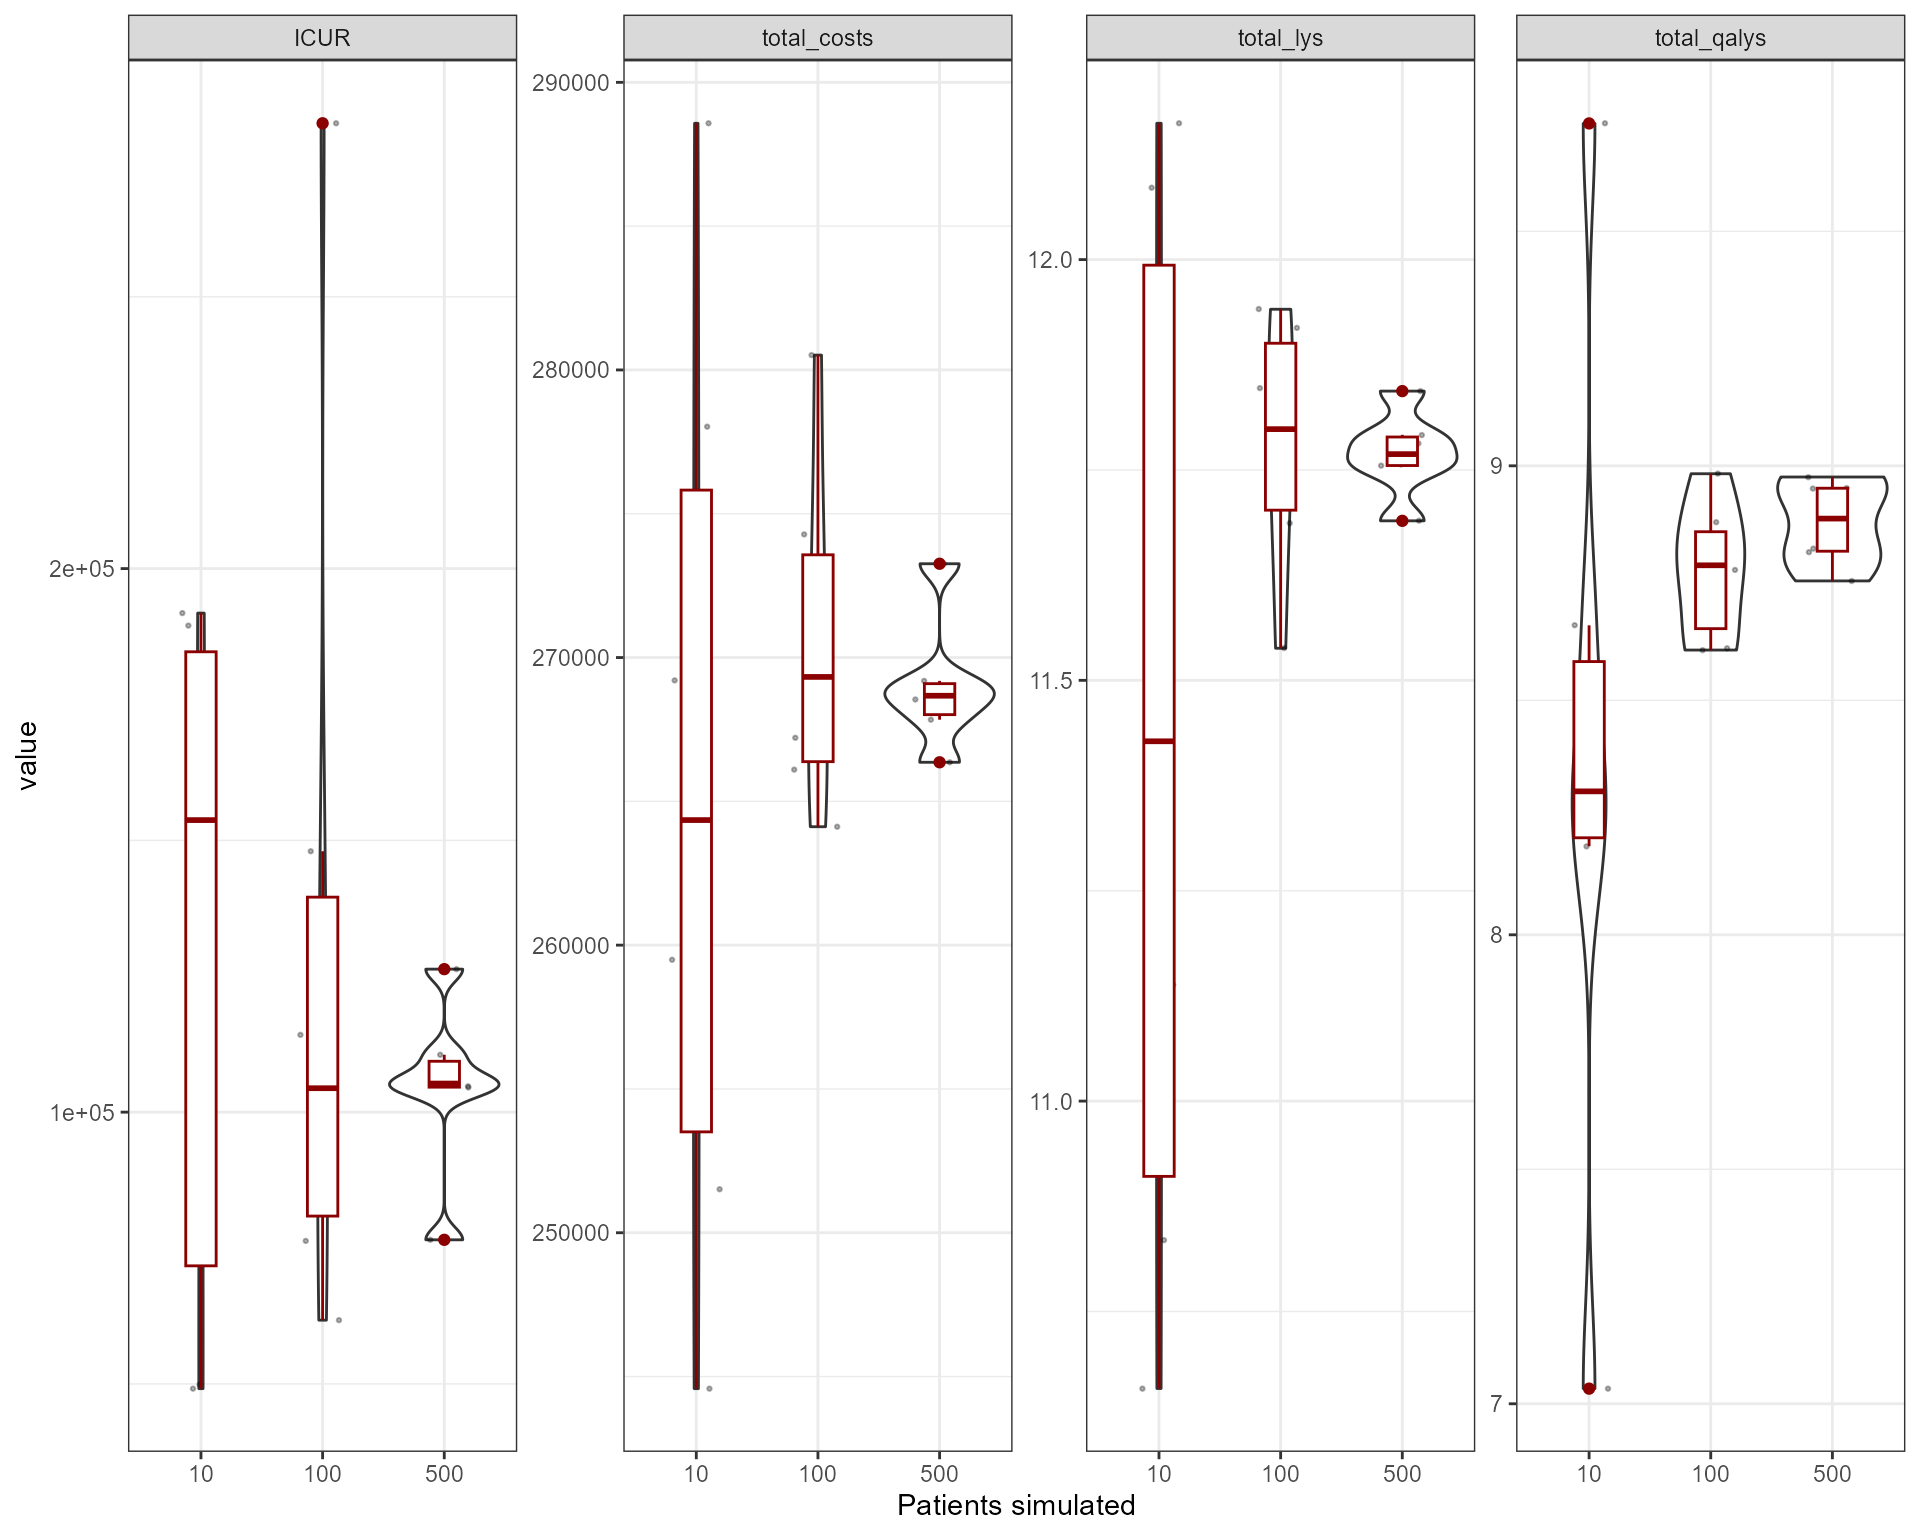 ICUR total_costs total_lys total_qalys
value
2e+05
1e+05
290000
280000
270000
260000
250000
12.0
11.5
11.0
9
8
7
10 100 500 10 100 500 10 100 500 10 100 500
Patients simulated